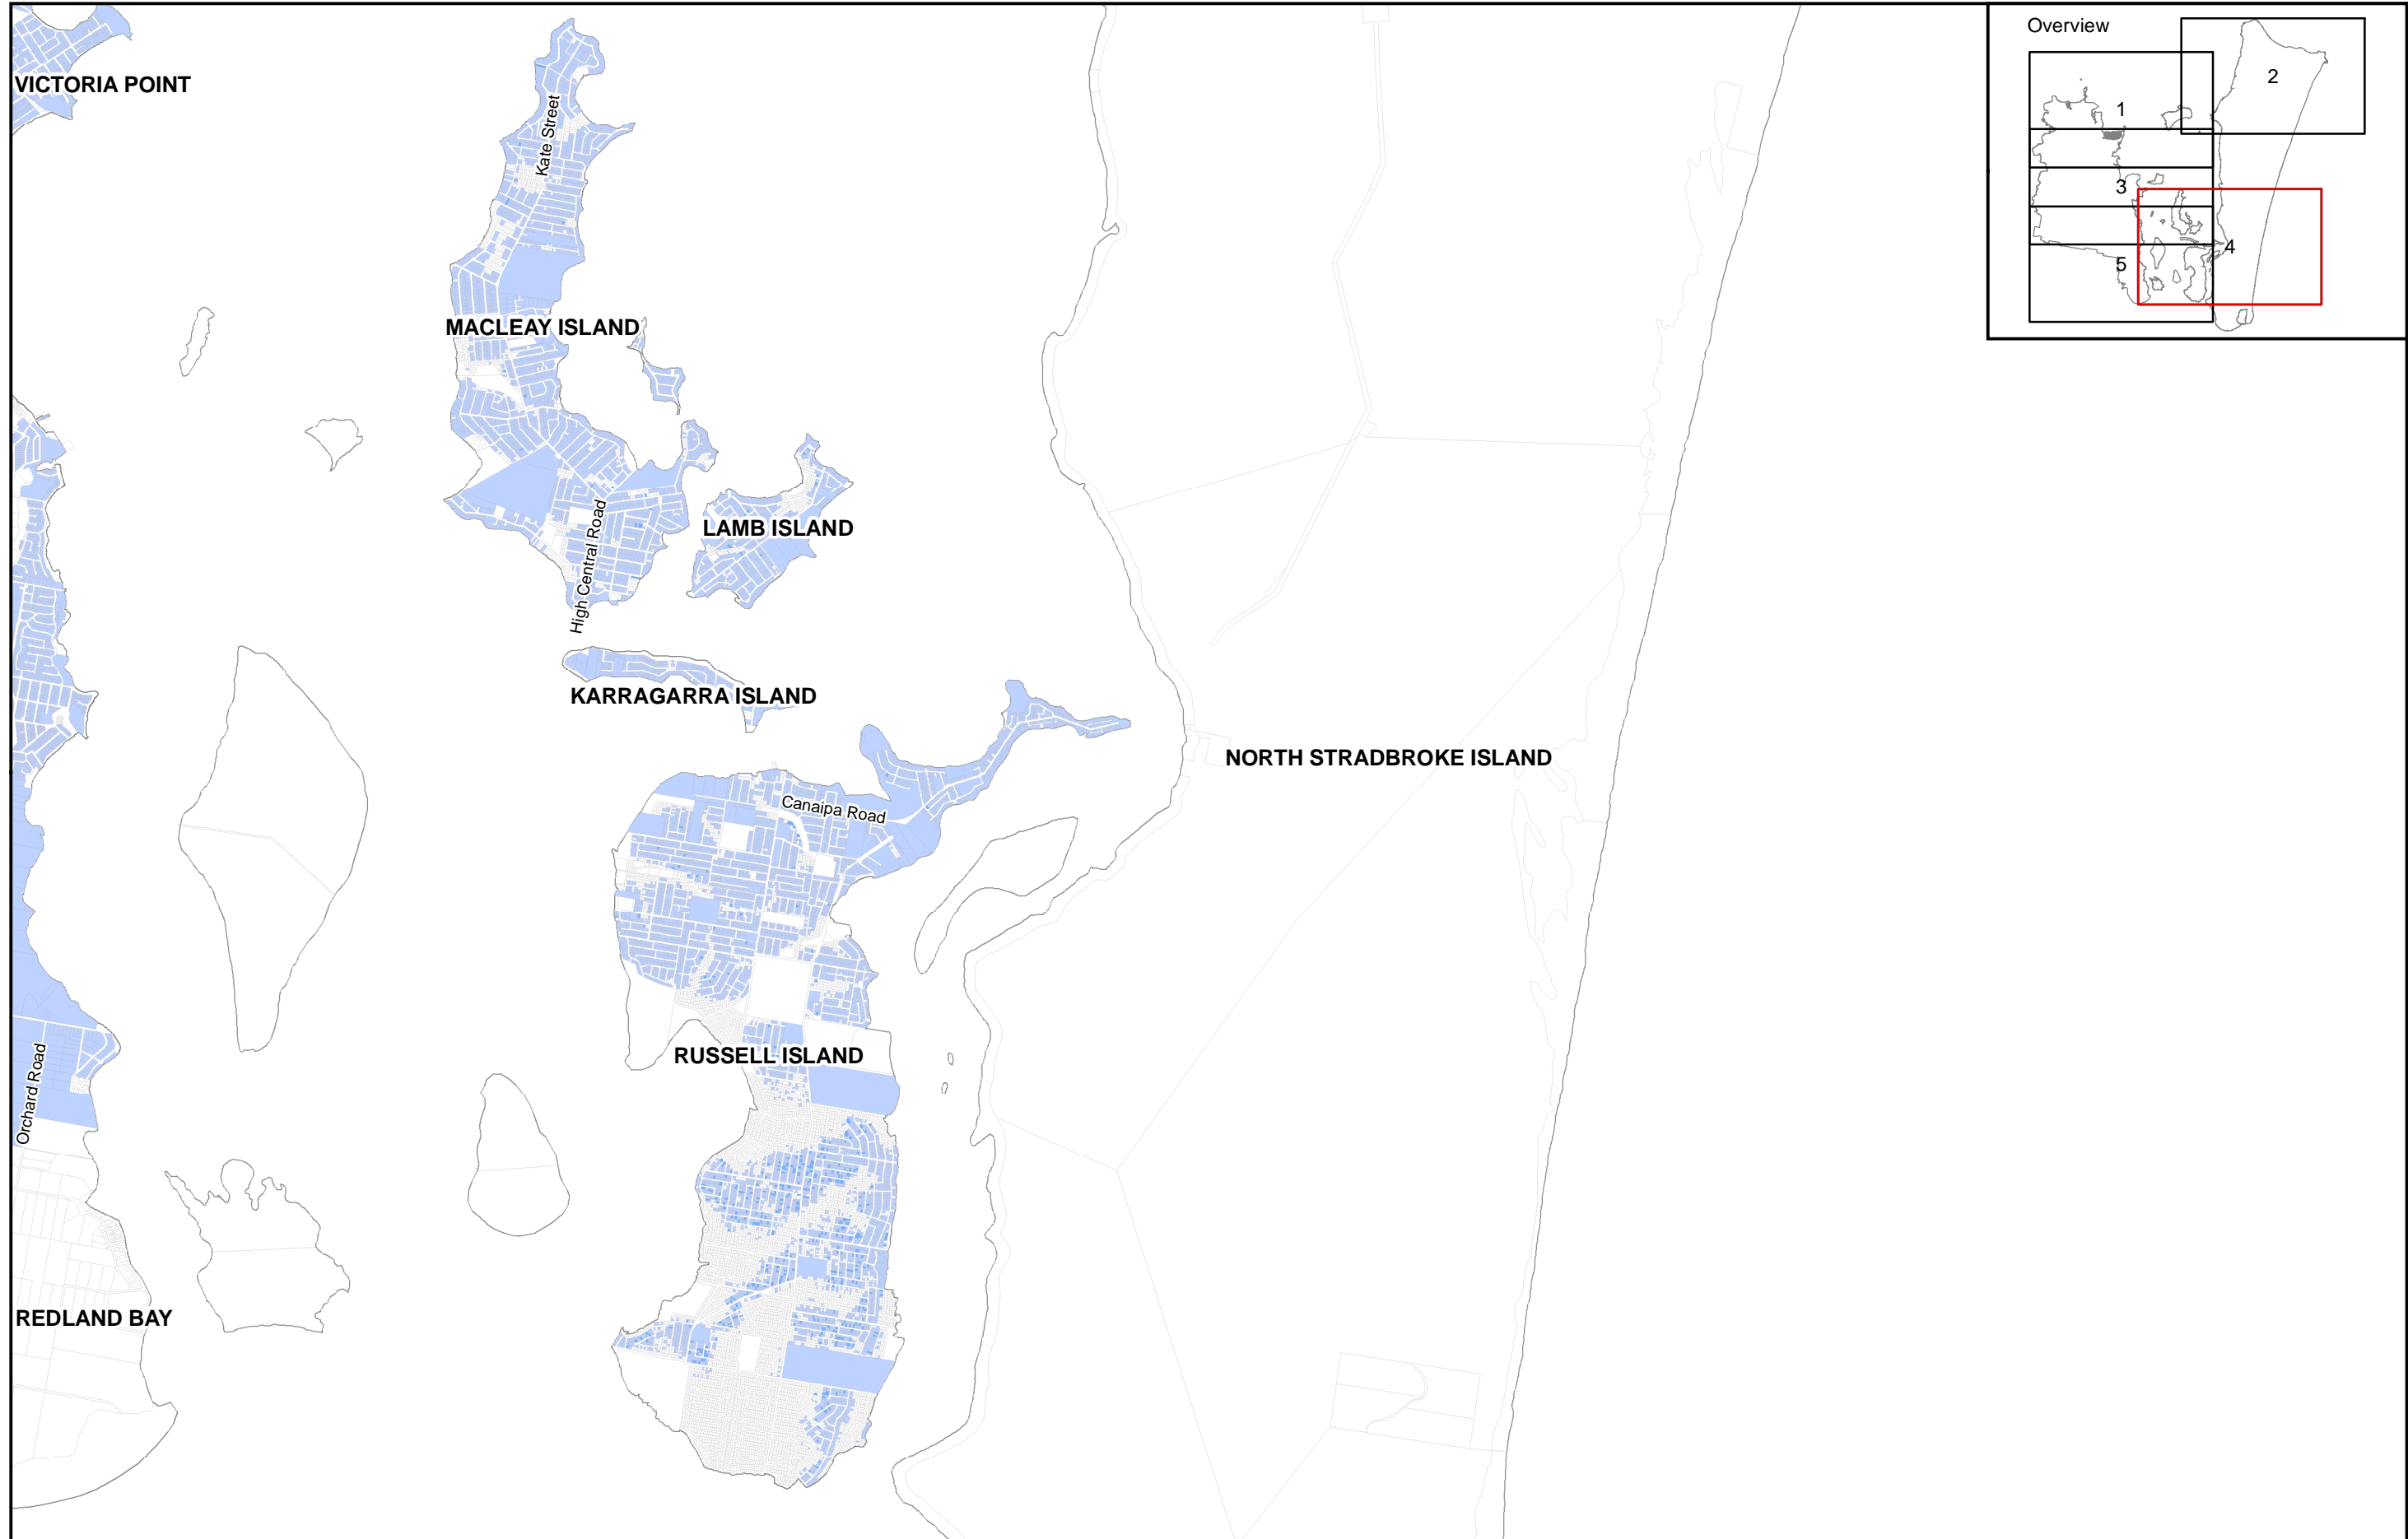 Overview
2
1
3
4
5
VICTORIA POINT
Kate Street
MACLEAY ISLAND
High Central Road
LAMB ISLAND
KARRAGARRA ISLAND
NORTH STRADBROKE ISLAND
Canaipa Road
RUSSELL ISLAND
Orchard Road
REDLAND BAY